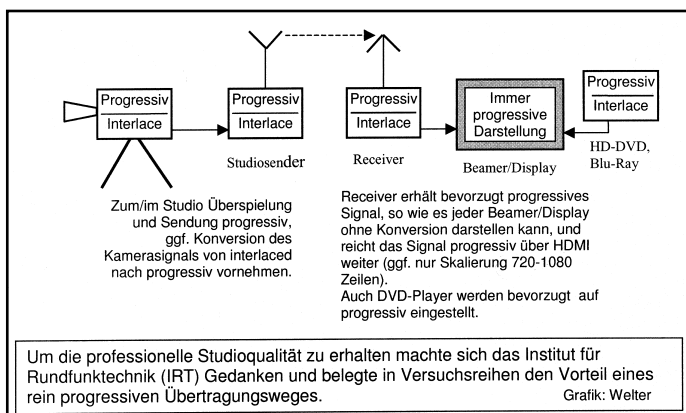 Progressiv
Interlace
Progressiv
Interlace
Studiosender
Progressiv
Interlace
Receiver
Immer
progressive
Darstellung
Beamer/Display
Progressiv
Interlace
HD-DVD,
Blu-Ray
Zum/im Studio Überspielung
und Sendung progressiv,
ggf. Konversion des
Kamerasignals von interlaced
nach progressiv vornehmen.
Receiver erhält bevorzugt progressives
Signal, so wie es jeder Beamer/Display
ohne Konversion darstellen kann, und
reicht das Signal progressiv über HDMI
weiter (ggf. nur Skalierung 720-1080
Zeilen).
Auch DVD-Player werden bevorzugt auf
progressiv eingestellt.
Um die professionelle Studioqualität zu erhalten machte sich das Institut für
Rundfunktechnik (IRT) Gedanken und belegte in Versuchsreihen den Vorteil eines
rein progressiven Übertragungsweges. Grafik: Welter